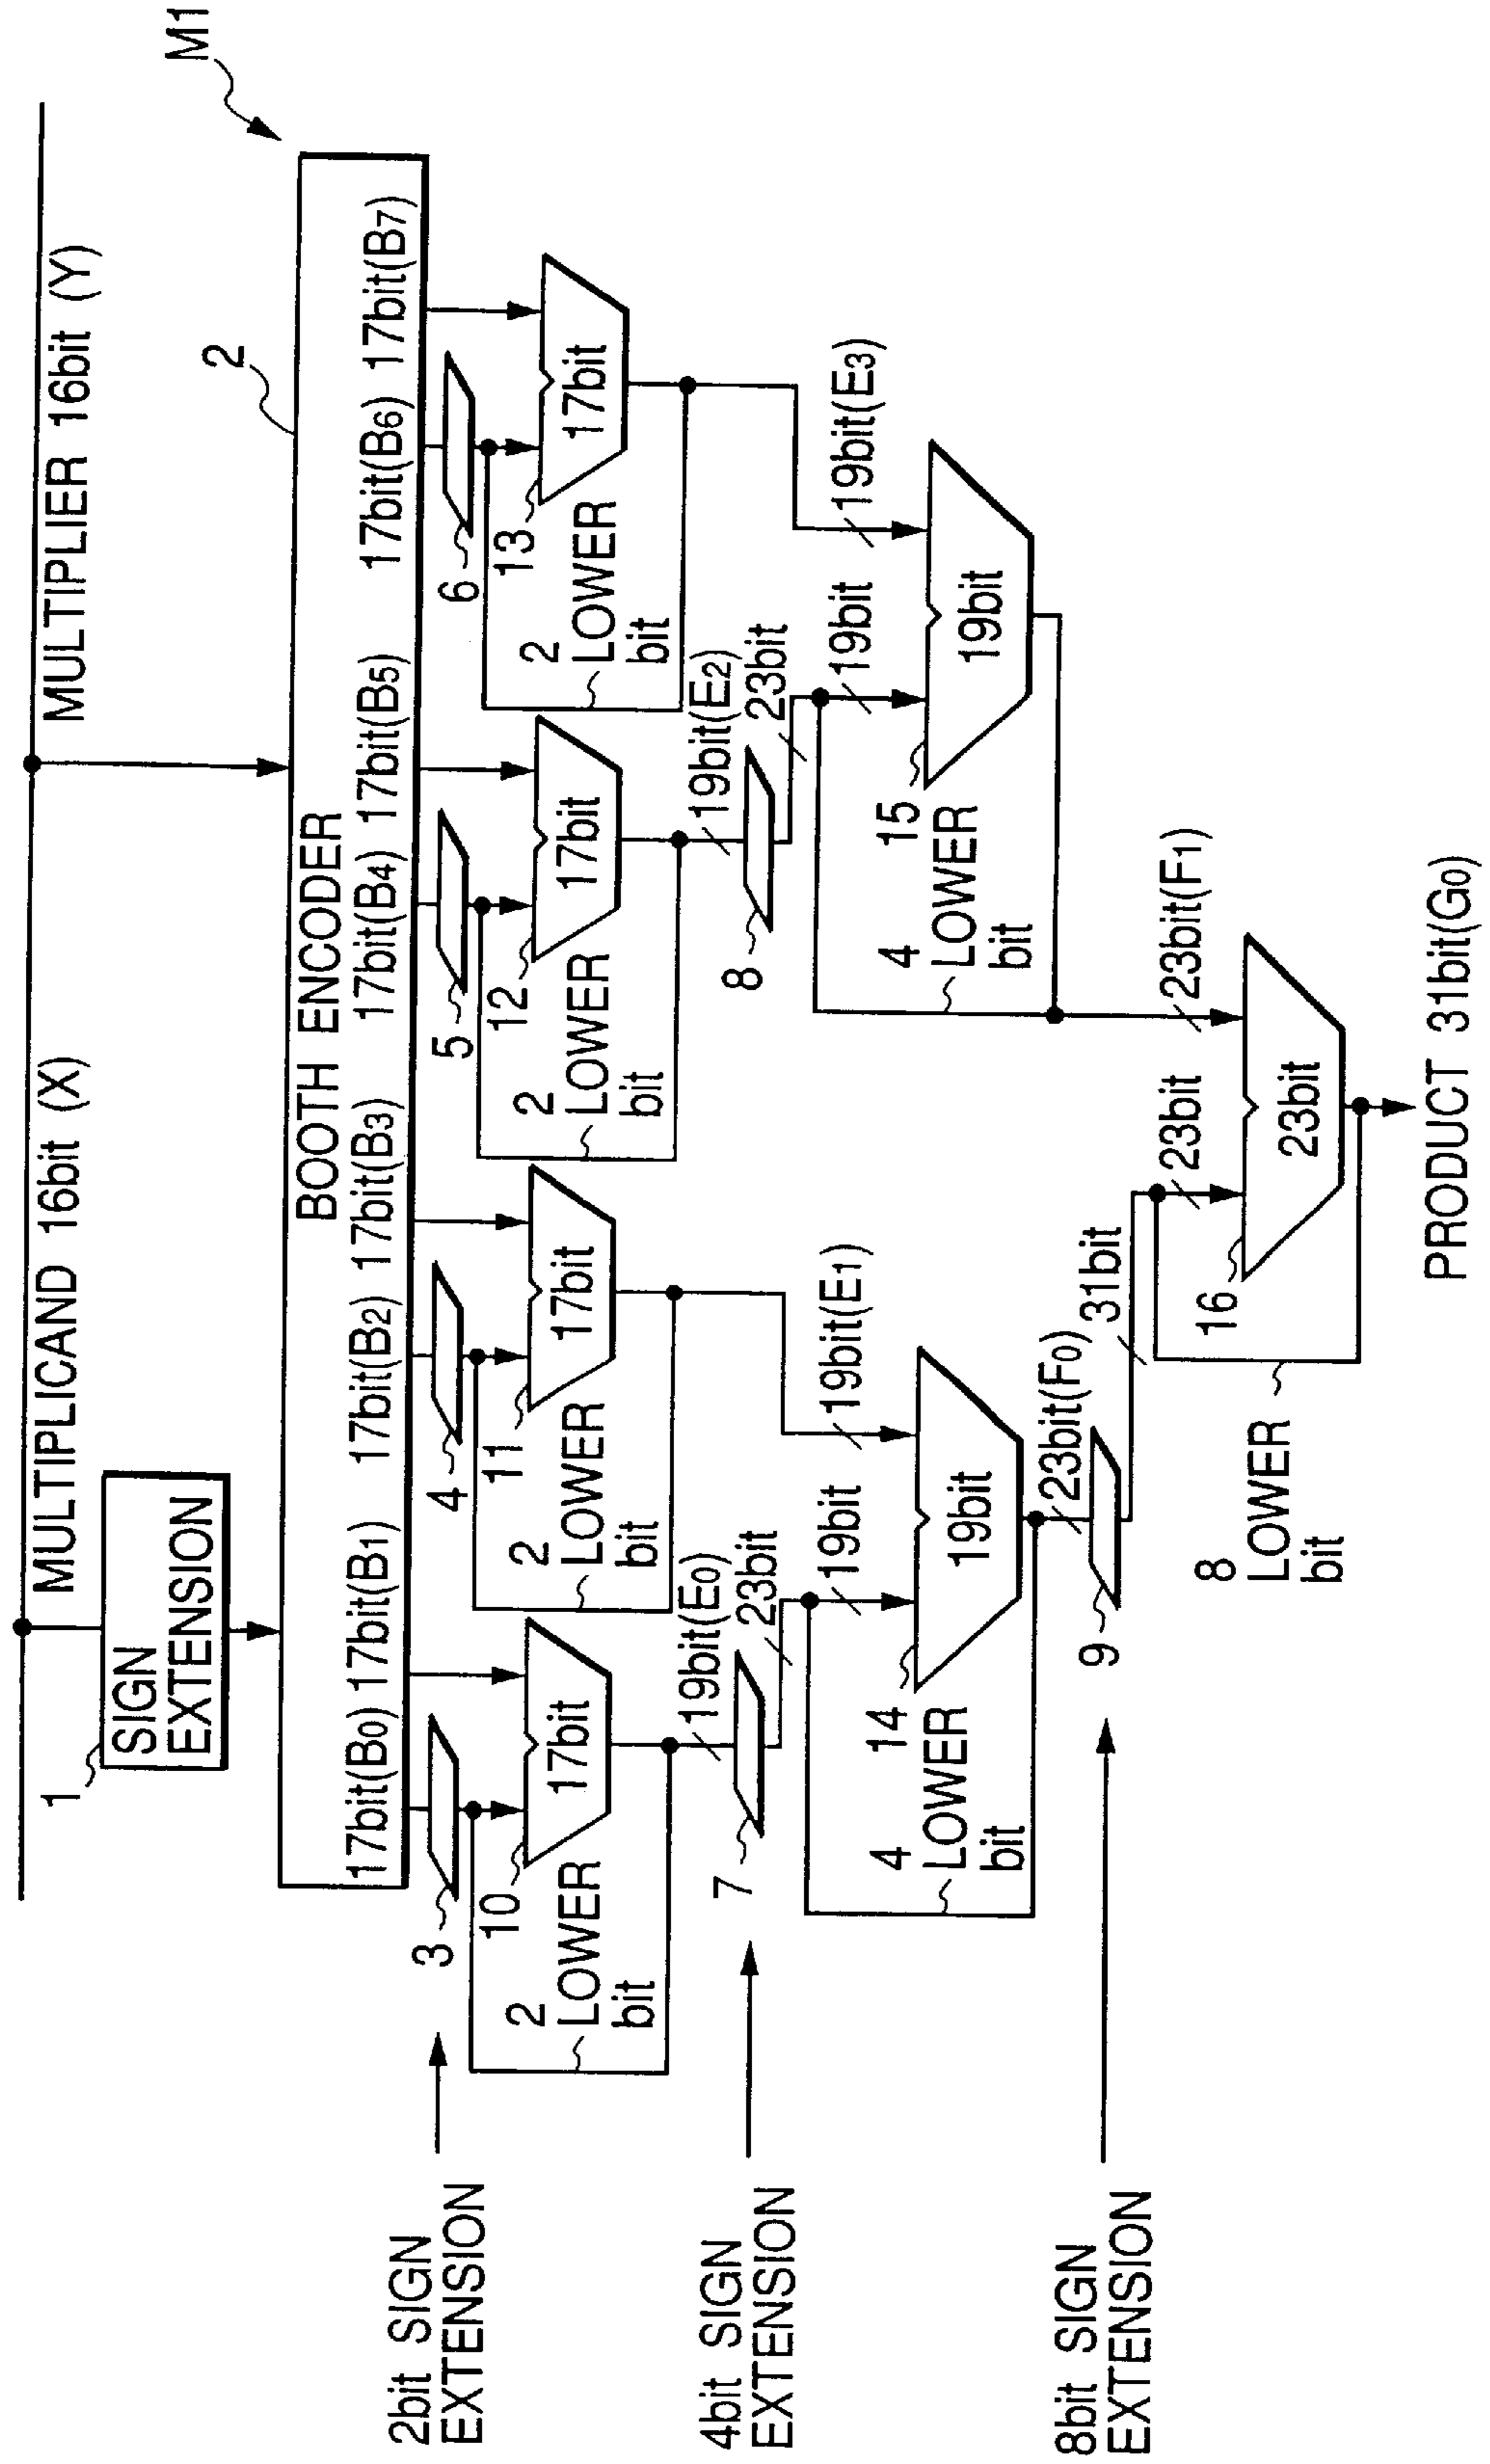 M1
MULTIPLICAND 16bit (X)
MULTIPLIER 16bit (Y)
1
SIGN
EXTENSION
2
BOOTH ENCODER
17bit(B0) 17bit(B1) 17bit(B2) 17bit(B3) 17bit(B4) 17bit(B5) 17bit(B6) 17bit(B7)
2bit SIGN
EXTENSION
3
4
5
6
10
17bit
11
17bit
12
17bit
13
17bit
2
LOWER
bit
2
LOWER
bit
2
LOWER
bit
2
LOWER
bit
4bit SIGN
EXTENSION
7
19bit(E0)
23bit
19bit
19bit(E1)
8
19bit(E2)
23bit
19bit
19bit(E3)
4
LOWER
bit
14
19bit
4
LOWER
bit
15
19bit
8bit SIGN
EXTENSION
9
23bit(F0)
31bit
23bit
23bit(F1)
8
LOWER
bit
16
23bit
PRODUCT 31bit(G0)